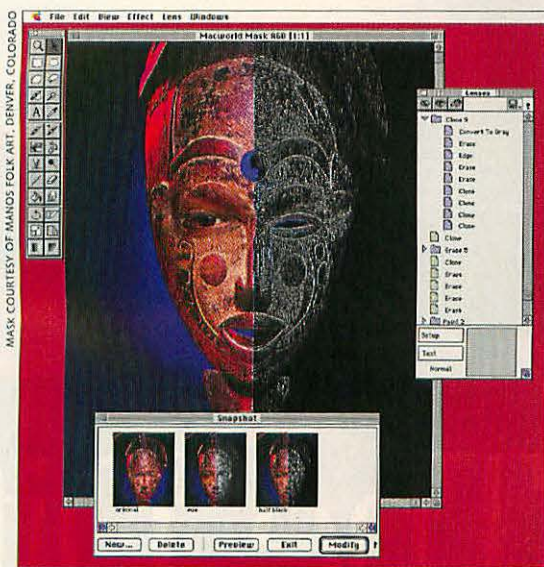 MASK COURTESY OF MANOS FOLK ART, DENVER, COLORADO
File Edit View Effect Lens Windows
Macworld Mask RGB [1:1]
A
Lenses
Clone 9
Convert To Gray
Erase
Edge
Erase
Erase
Clone
Clone
Clone
Clone
Clone
Erase 8
Clone
Erase
Erase
Erase
Erase
Paint 2
Setup
Text
Normal
Snapshot
original
eye
half black
New...
Delete
Preview
Exit
Modify